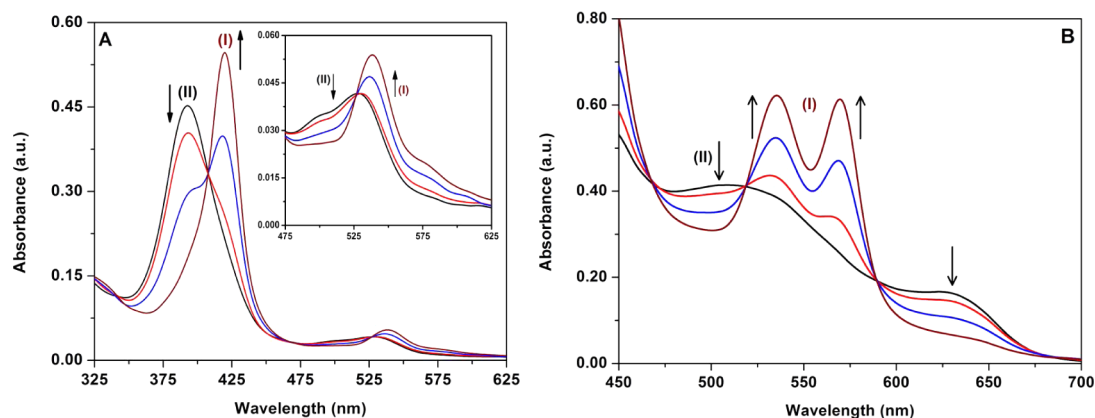 A
(I)
(II)
0.60
0.45
0.30
0.15
0.00
325
375
425
475
525
575
625
Absorbance (a.u.)
Wavelength (nm)
0.060
0.045
0.030
0.015
0.000
475
525
575
625
(II)
(I)
B
(I)
(II)
0.80
0.60
0.40
0.20
0.00
450
500
550
600
650
700
Absorbance (a.u.)
Wavelength (nm)